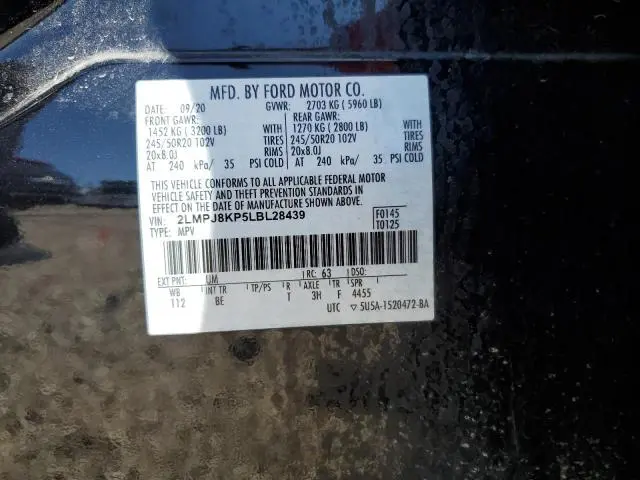 MFD. BY FORD MOTOR CO.
DATE: 09/20 GVWR: 2703 KG ( 5960 LB)
FRONT GAWR: REAR GAWR:
1452 KG ( 3200 LB) WITH 1270 KG ( 2800 LB) WITH
245/50R20 102V TIRES 245/50R20 102V TIRES
20x8.0J RIMS 20x8.0J RIMS
AT 240 kPa/ 35 PSI COLD AT 240 kPa/ 35 PSI COLD
THIS VEHICLE CONFORMS TO ALL APPLICABLE FEDERAL MOTOR
VEHICLE SAFETY AND THEFT PREVENTION STANDARDS IN
EFFECT ON THE DATE OF MANUFACTURE SHOWN ABOVE.
VIN: 2LMPJ8KP5LBL28439 F0145
TYPE: MPV T0125
EXT PNT: UM RC: 63 DSO:
WB INT TR TP/PS R AXLE TR SPR
112 BE T 3H F 4455
UTC ▽ 5U5A-1520472-BA